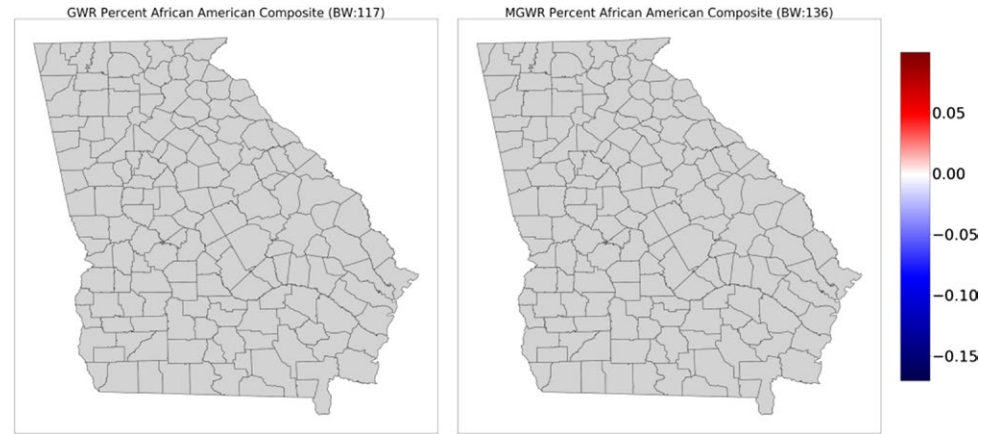 GWR Percent African American Composite (BW:117)
MGWR Percent African American Composite (BW:136)
0.05
0.00
−0.05
−0.10
−0.15